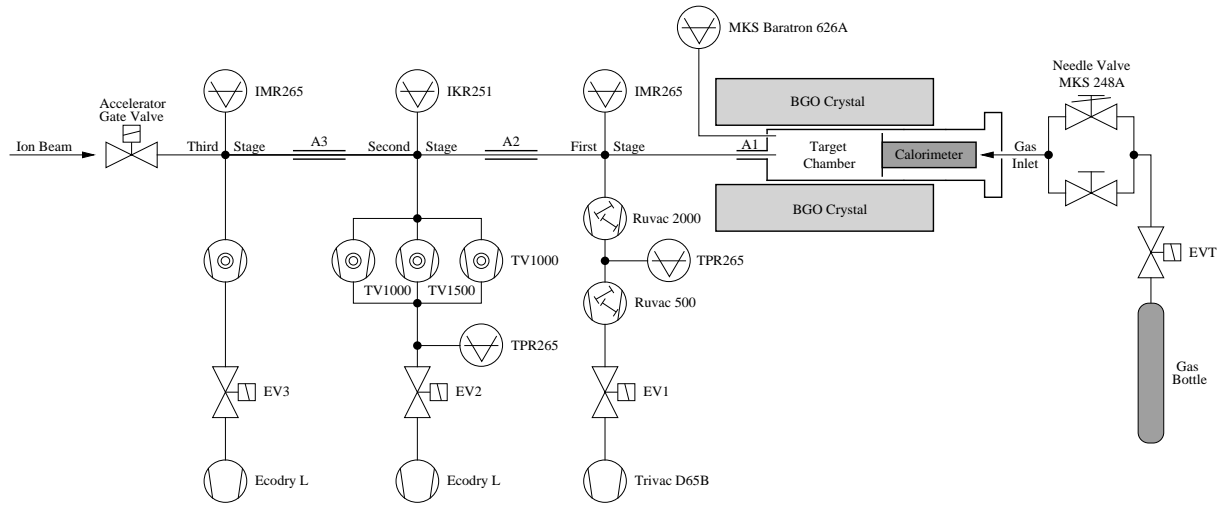 MKS Baratron 626A
Needle Valve
MKS 248A
IMR265
IKR251
IMR265
BGO Crystal
Accelerator
Gate Valve
Ion Beam
Third Stage
A3
Second Stage
A2
First Stage
A1
Target
Chamber
Calorimeter
Gas
Inlet
BGO Crystal
Ruvac 2000
TV1000
TPR265
EVT
TV1000
TV1500
Ruvac 500
TPR265
Gas
Bottle
EV3
EV2
EV1
Ecodry L
Ecodry L
Trivac D65B